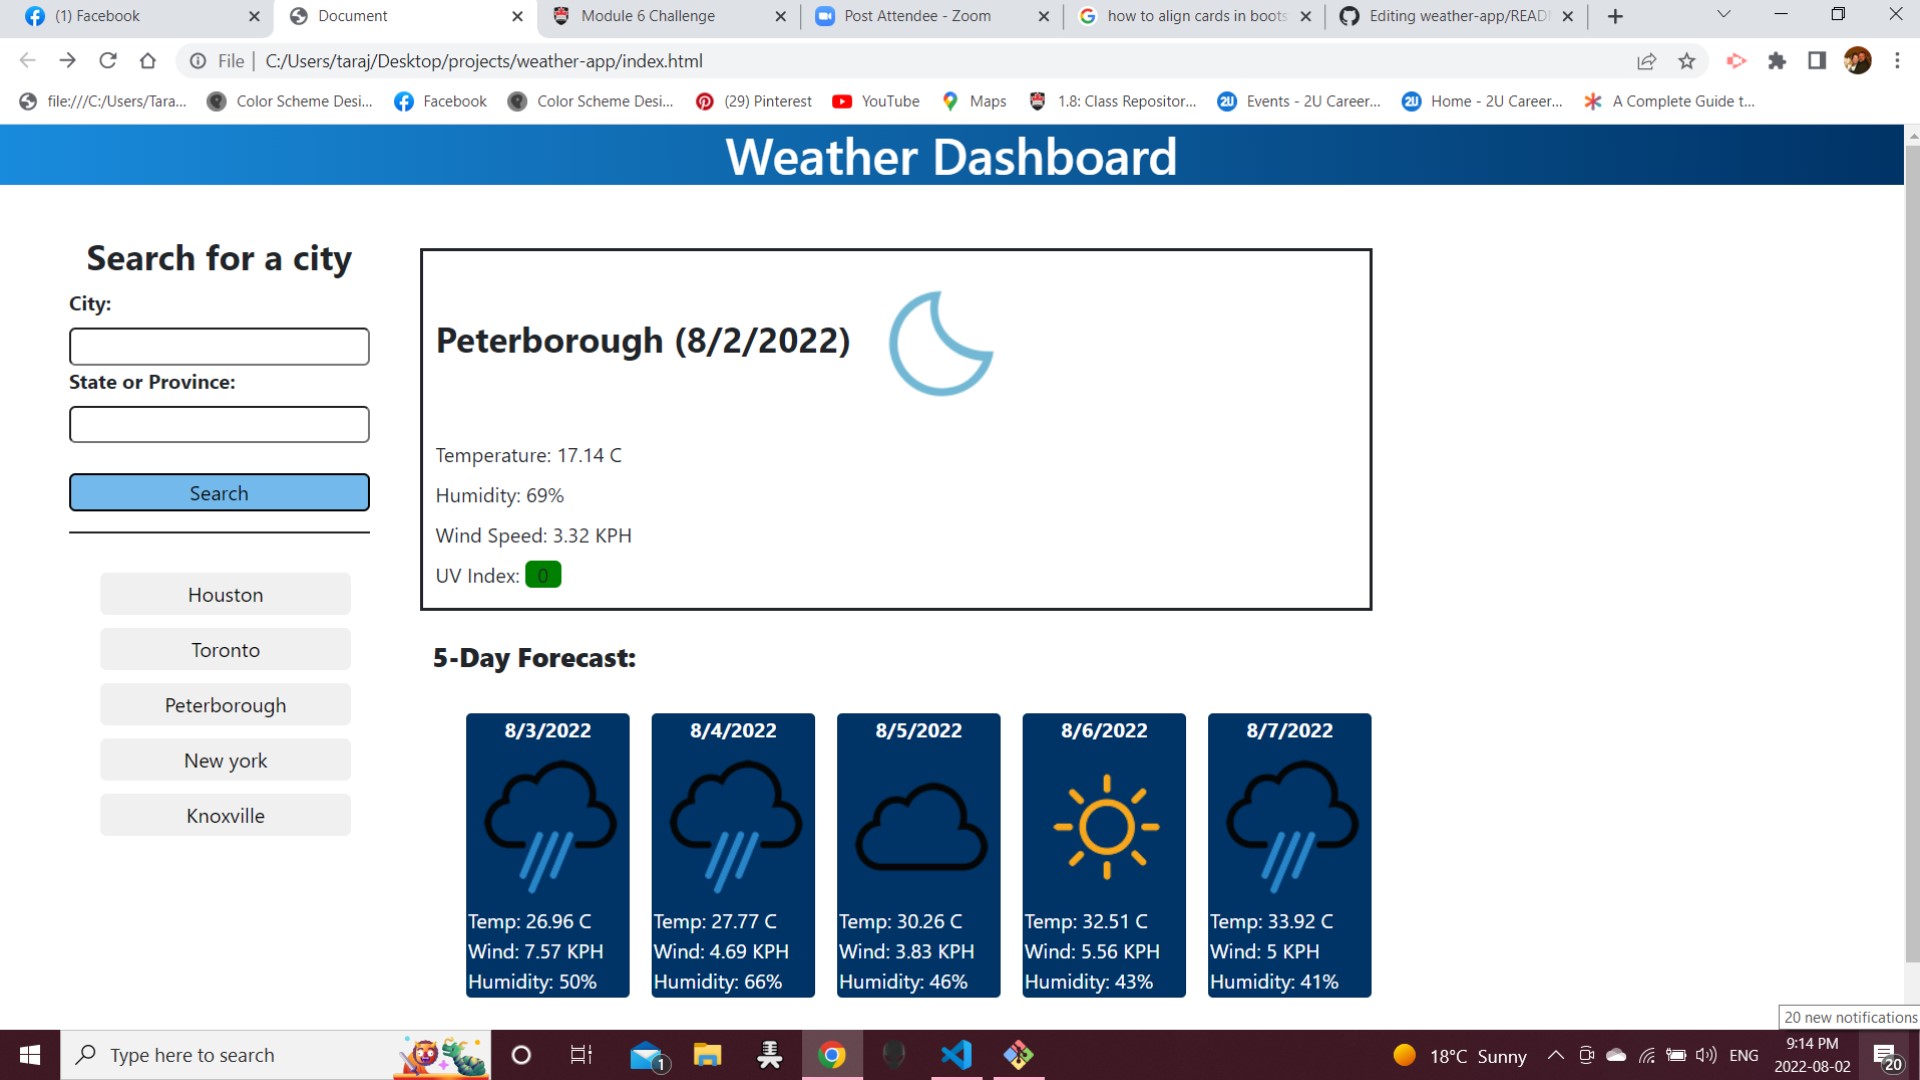 (1) Facebook
Document
Module 6 Challenge
Post Attendee - Zoom
how to align cards in boots
Editing weather-app/READ
File
C:/Users/taraj/Desktop/projects/weather-app/index.html
file:///C:/Users/Tara...
Color Scheme Desi...
Facebook
Color Scheme Desi...
(29) Pinterest
YouTube
Maps
1.8: Class Repositor...
2U
Events - 2U Career...
2U
Home - 2U Career...
A Complete Guide t...
Weather Dashboard
Search for a city
City:
State or Province:
Search
Houston
Toronto
Peterborough
New york
Knoxville
Peterborough (8/2/2022)
Temperature: 17.14 C
Humidity: 69%
Wind Speed: 3.32 KPH
UV Index: 0
5-Day Forecast:
8/3/2022
Temp: 26.96 C
Wind: 7.57 KPH
Humidity: 50%
8/4/2022
Temp: 27.77 C
Wind: 4.69 KPH
Humidity: 66%
8/5/2022
Temp: 30.26 C
Wind: 3.83 KPH
Humidity: 46%
8/6/2022
Temp: 32.51 C
Wind: 5.56 KPH
Humidity: 43%
8/7/2022
Temp: 33.92 C
Wind: 5 KPH
Humidity: 41%
20 new notifications
Type here to search
1
18°C Sunny
ENG
9:14 PM
2022-08-02
20